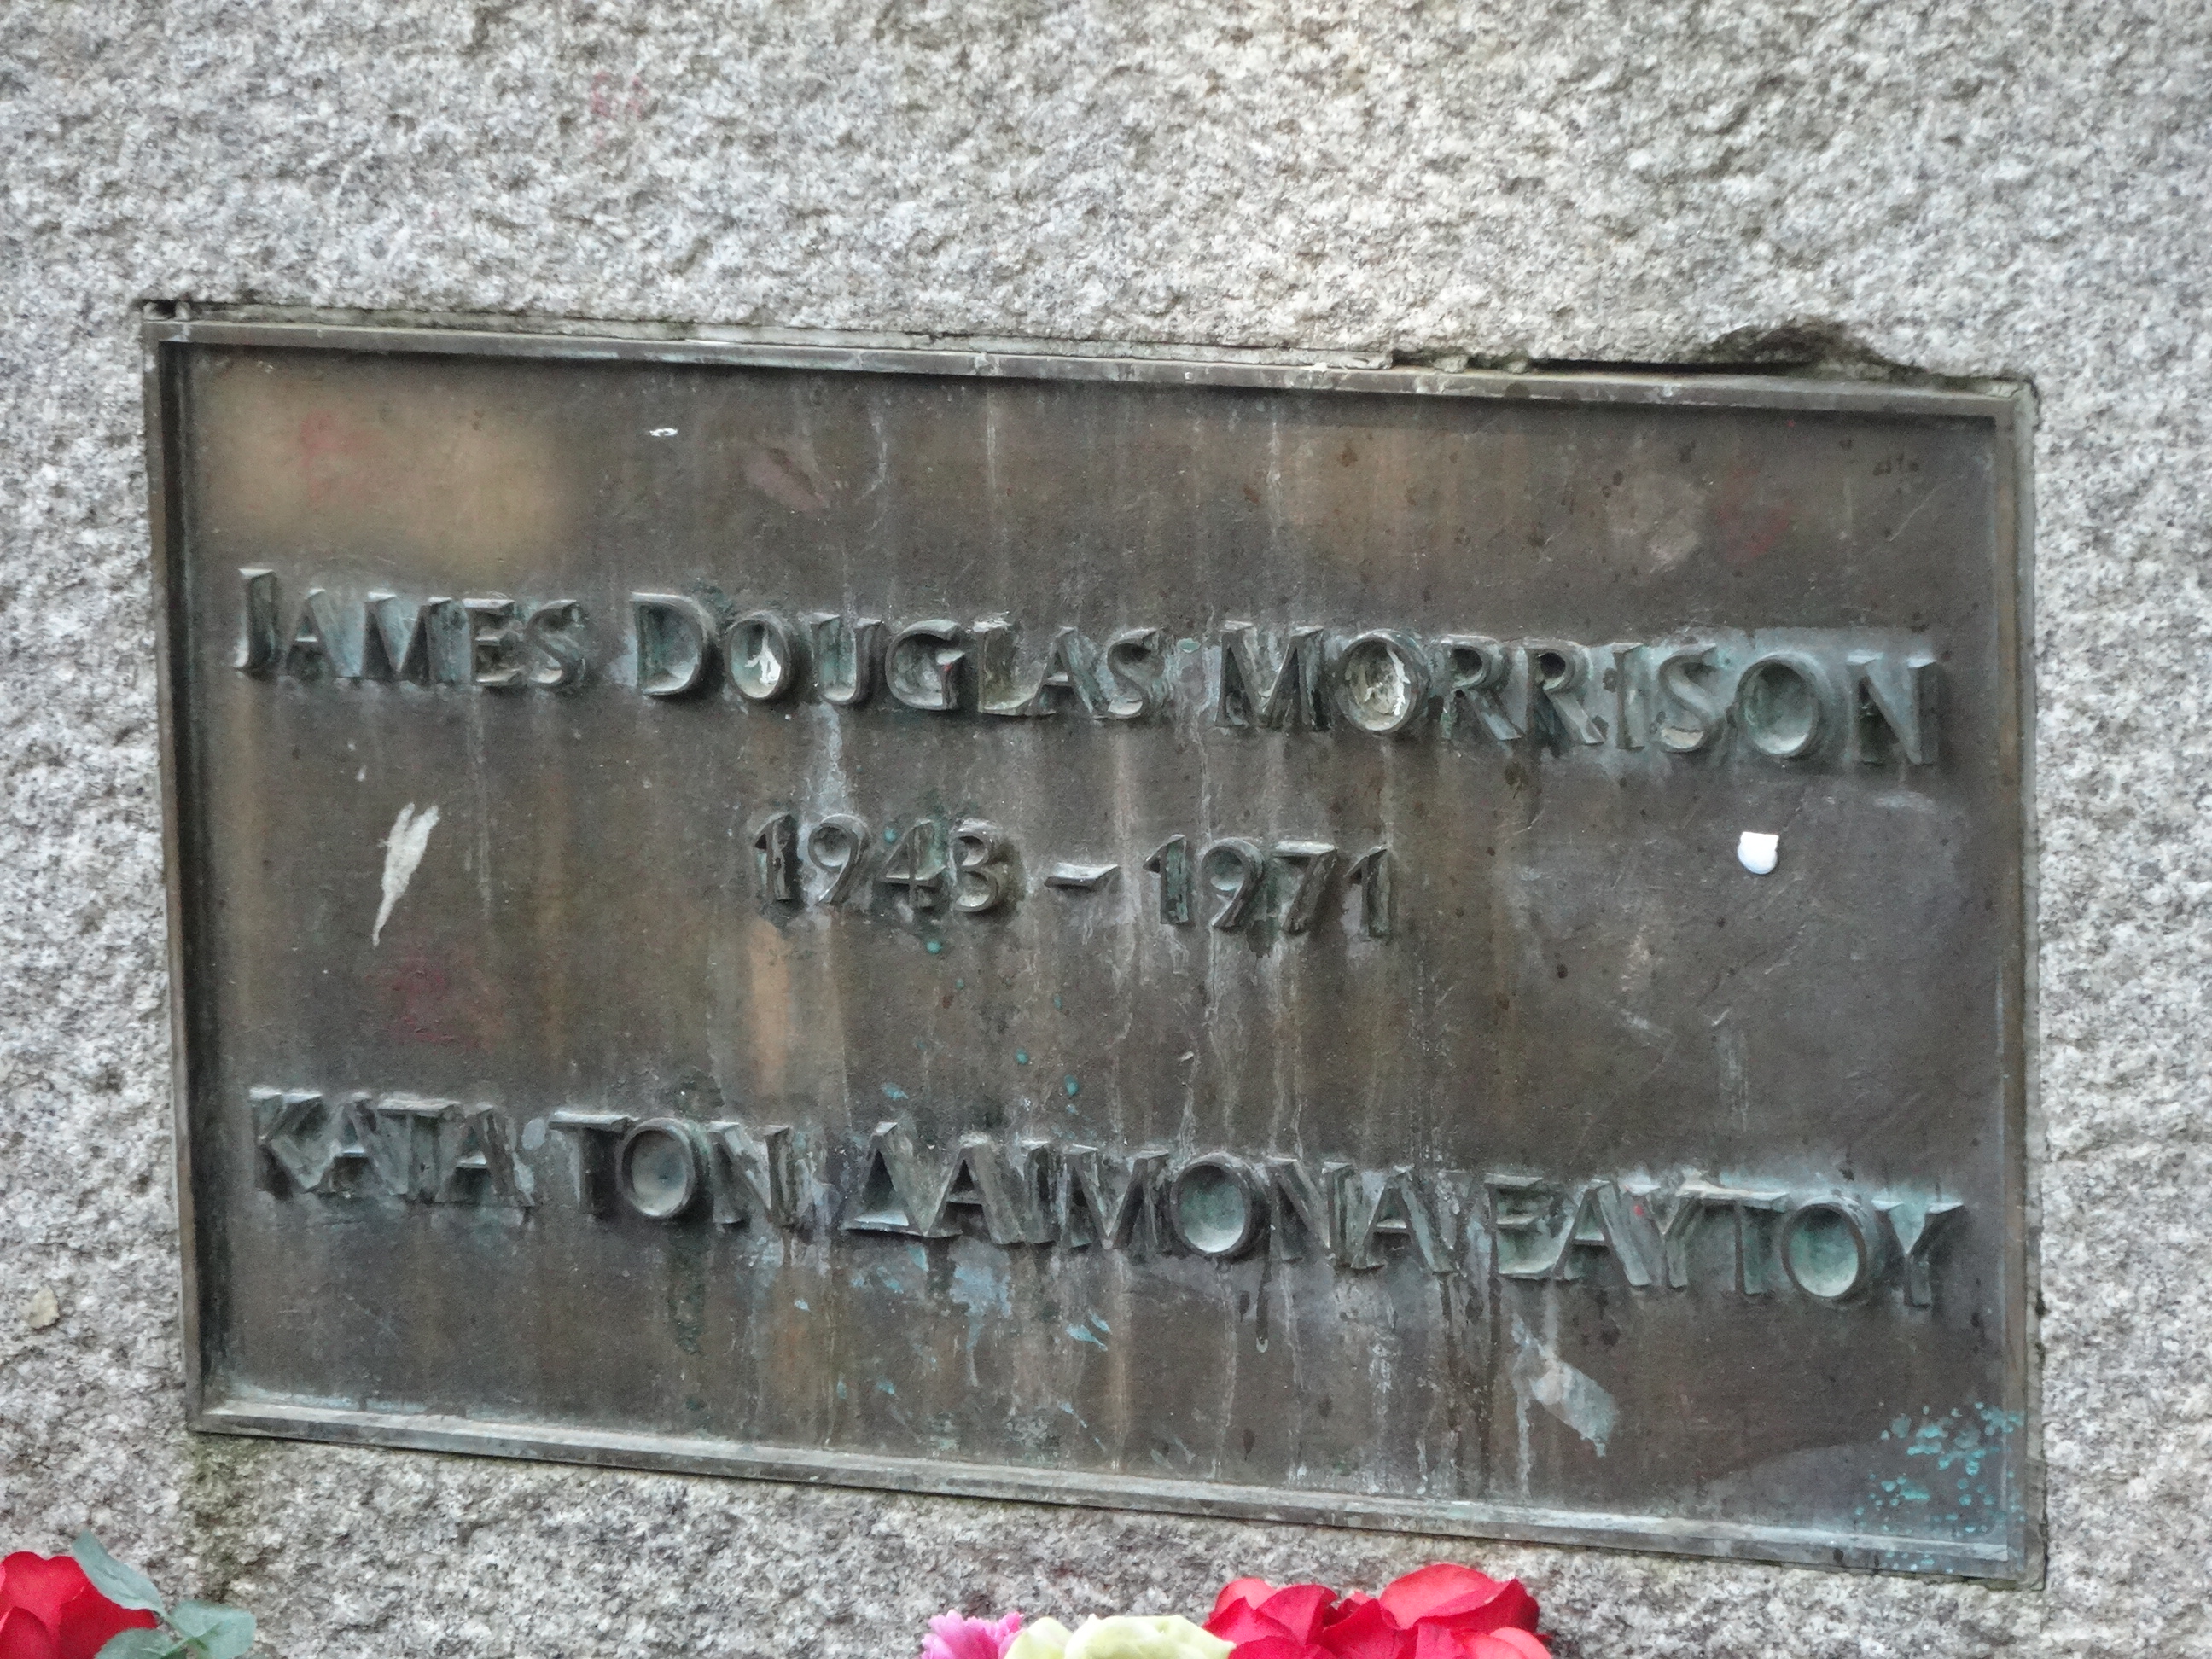 JAMES DOUGLAS MORRISON
1943 - 1971
ΚΑΤΑ ΤΟΝ ΔΑΙΜΟΝΑ ΕΑΥΤΟΥ